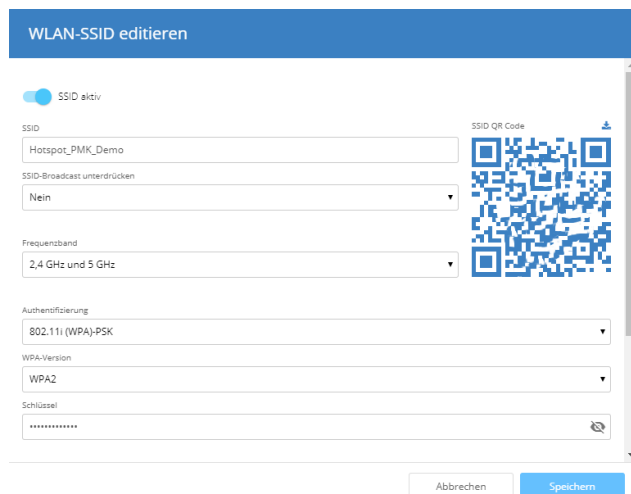 WLAN-SSID editieren
SSID aktiv
SSID
SSID QR Code
Hotspot_PMK_Demo
SSID-Broadcast unterdrücken
Nein
Frequenzband
2,4 GHz und 5 GHz
Authentifizierung
802.11i (WPA)-PSK
WPA-Version
WPA2
Schlüssel
•••••••••••••
Abbrechen
Speichern